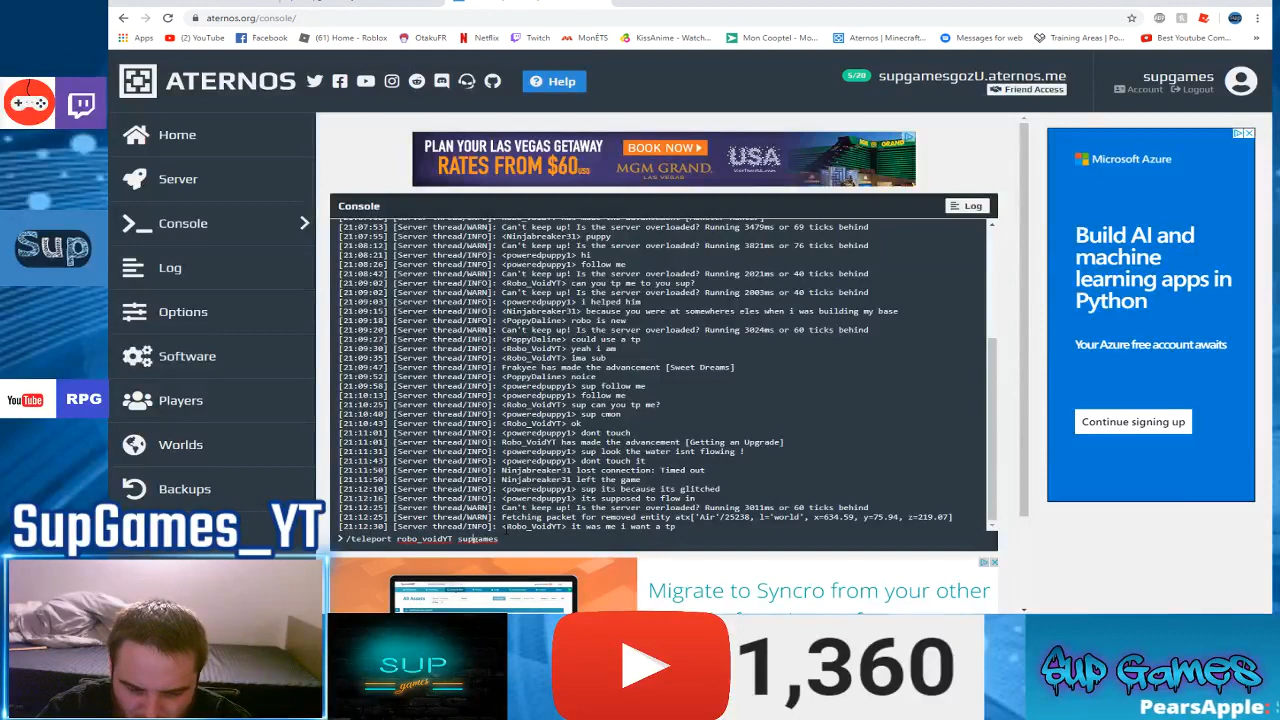 aternos.org/console/
Apps
(2) YouTube
Facebook
(61) Home - Roblox
OtakuFR
Netflix
Twitch
MonÉTS
KissAnime - Watch...
Mon Cooptel - Mo...
Aternos | Minecraft...
Messages for web
Training Areas | Po...
Best Youtube Com...
»
ATERNOS
Help
5/20
supgamesgozU.aternos.me
Friend Access
supgames
Account
Logout
Home
Server
Console
Log
Options
Software
Players
Worlds
Backups
PLAN YOUR LAS VEGAS GETAWAY
RATES FROM $60
BOOK NOW
MGM GRAND
LAS VEGAS
USA
Console
Log
[21:07:53] [Server thread/WARN]: Can't keep up! Is the server overloaded? Running 3479ms or 69 ticks behind
[21:07:55] [Server thread/INFO]: <Ninjabreaker31> puppy
[21:08:12] [Server thread/WARN]: Can't keep up! Is the server overloaded? Running 3821ms or 76 ticks behind
[21:08:21] [Server thread/INFO]: <poweredpuppy1> hi
[21:08:26] [Server thread/INFO]: <poweredpuppy1> follow me
[21:08:42] [Server thread/WARN]: Can't keep up! Is the server overloaded? Running 2021ms or 40 ticks behind
[21:09:02] [Server thread/INFO]: <Robo_VoidYT> can you tp me to you sup?
[21:09:02] [Server thread/WARN]: Can't keep up! Is the server overloaded? Running 2003ms or 40 ticks behind
[21:09:03] [Server thread/INFO]: <poweredpuppy1> i helped him
[21:09:15] [Server thread/INFO]: <Ninjabreaker31> because you were at somewheres eles when i was building my base
[21:09:18] [Server thread/INFO]: <PoppyDaline> robo is new
[21:09:20] [Server thread/WARN]: Can't keep up! Is the server overloaded? Running 3024ms or 60 ticks behind
[21:09:27] [Server thread/INFO]: <PoppyDaline> could use a tp
[21:09:30] [Server thread/INFO]: <Robo_VoidYT> yeah i am
[21:09:35] [Server thread/INFO]: <Robo_VoidYT> ima sub
[21:09:47] [Server thread/INFO]: Frakyee has made the advancement [Sweet Dreams]
[21:09:52] [Server thread/INFO]: <PoppyDaline> noice
[21:09:58] [Server thread/INFO]: <poweredpuppy1> sup follow me
[21:10:13] [Server thread/INFO]: <poweredpuppy1> follow me
[21:10:25] [Server thread/INFO]: <Robo_VoidYT> sup can you tp me?
[21:10:40] [Server thread/INFO]: <poweredpuppy1> sup cmon
[21:10:43] [Server thread/INFO]: <Robo_VoidYT> ok
[21:11:01] [Server thread/INFO]: <poweredpuppy1> dont touch
[21:11:01] [Server thread/INFO]: Robo_VoidYT has made the advancement [Getting an Upgrade]
[21:11:31] [Server thread/INFO]: <poweredpuppy1> sup look the water isnt flowing !
[21:11:43] [Server thread/INFO]: <poweredpuppy1> dont touch it
[21:11:50] [Server thread/INFO]: Ninjabreaker31 lost connection: Timed out
[21:11:50] [Server thread/INFO]: Ninjabreaker31 left the game
[21:12:10] [Server thread/INFO]: <poweredpuppy1> sup its because its glitched
[21:12:16] [Server thread/INFO]: <poweredpuppy1> its supposed to flow in
[21:12:25] [Server thread/WARN]: Can't keep up! Is the server overloaded? Running 3011ms or 60 ticks behind
[21:12:25] [Server thread/WARN]: Fetching packet for removed entity atx['Air'/25238, l='world', x=634.59, y=75.94, z=219.07]
[21:12:30] [Server thread/INFO]: <Robo_VoidYT> it was me i want a tp
/teleport robo_voidYT supgames
Microsoft Azure
Build AI and
machine
learning apps in
Python
Your Azure free account awaits
Continue signing up
Migrate to Syncro from your other
Sup
YouTube
RPG
SupGames_YT
SUP
games
1,360
Sup Games
PearsApple: